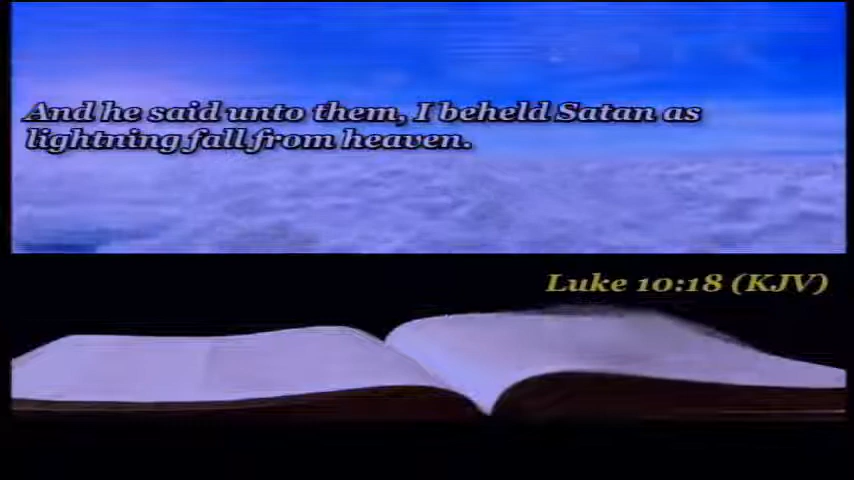 And he said unto them, I beheld Satan as
lightning fall from heaven.
Luke 10:18 (KJV)